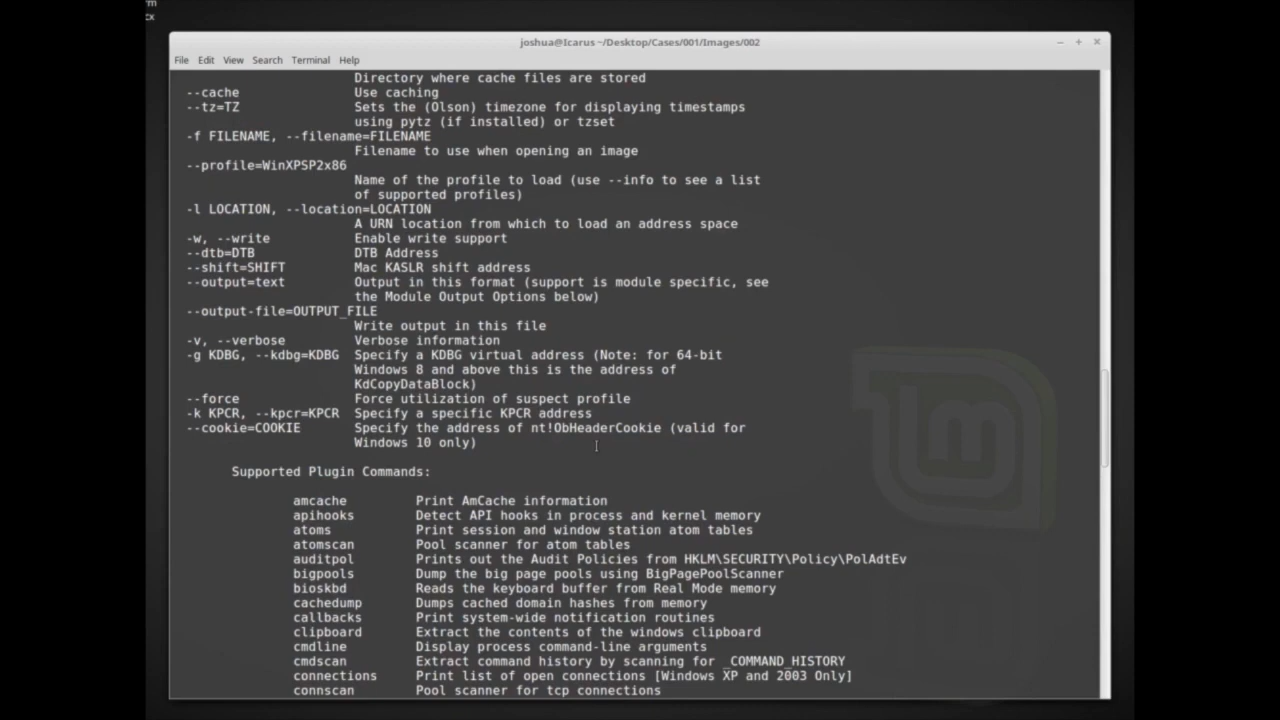 rm
cx
joshua@Icarus ~/Desktop/Cases/001/Images/002
File Edit View Search Terminal Help
Directory where cache files are stored
--cache Use caching
--tz=TZ Sets the (Olson) timezone for displaying timestamps
using pytz (if installed) or tzset
-f FILENAME, --filename=FILENAME
Filename to use when opening an image
--profile=WinXPSP2x86
Name of the profile to load (use --info to see a list
of supported profiles)
-l LOCATION, --location=LOCATION
A URN location from which to load an address space
-w, --write Enable write support
--dtb=DTB DTB Address
--shift=SHIFT Mac KASLR shift address
--output=text Output in this format (support is module specific, see
the Module Output Options below)
--output-file=OUTPUT_FILE
Write output in this file
-v, --verbose Verbose information
-g KDBG, --kdbg=KDBG Specify a KDBG virtual address (Note: for 64-bit
Windows 8 and above this is the address of
KdCopyDataBlock)
--force Force utilization of suspect profile
-k KPCR, --kpcr=KPCR Specify a specific KPCR address
--cookie=COOKIE Specify the address of nt!ObHeaderCookie (valid for
Windows 10 only)
Supported Plugin Commands:
amcache Print AmCache information
apihooks Detect API hooks in process and kernel memory
atoms Print session and window station atom tables
atomscan Pool scanner for atom tables
auditpol Prints out the Audit Policies from HKLM\SECURITY\Policy\PolAdtEv
bigpools Dump the big page pools using BigPagePoolScanner
bioskbd Reads the keyboard buffer from Real Mode memory
cachedump Dumps cached domain hashes from memory
callbacks Print system-wide notification routines
clipboard Extract the contents of the windows clipboard
cmdline Display process command-line arguments
cmdscan Extract command history by scanning for _COMMAND_HISTORY
connections Print list of open connections [Windows XP and 2003 Only]
connscan Pool scanner for tcp connections